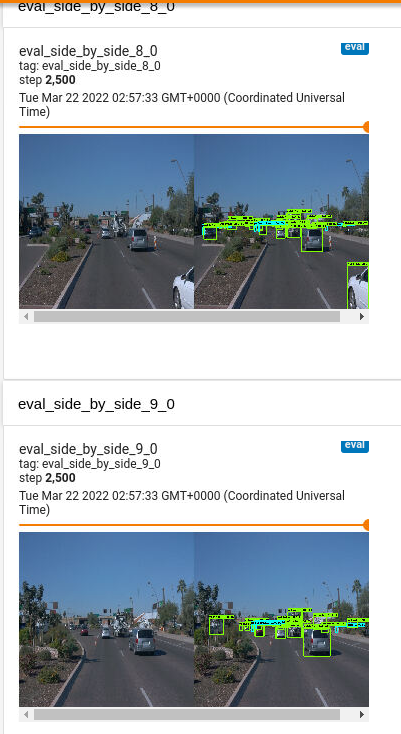 eval_side_by_side_8_0
eval_side_by_side_8_0
eval
tag: eval_side_by_side_8_0
step 2,500
Tue Mar 22 2022 02:57:33 GMT+0000 (Coordinated Universal
Time)
eval_side_by_side_9_0
eval_side_by_side_9_0
eval
tag: eval_side_by_side_9_0
step 2,500
Tue Mar 22 2022 02:57:33 GMT+0000 (Coordinated Universal
Time)